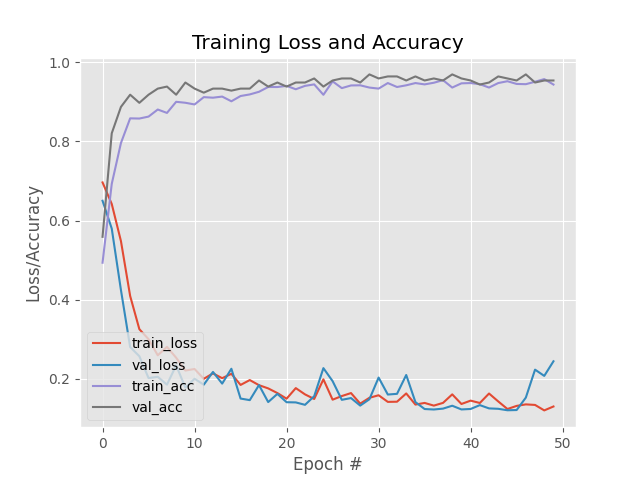 Training Loss and Accuracy
1.0
0.8
0.6
0.4
0.2
Loss/Accuracy
train_loss
val_loss
train_acc
val_acc
0 10 20 30 40 50
Epoch #